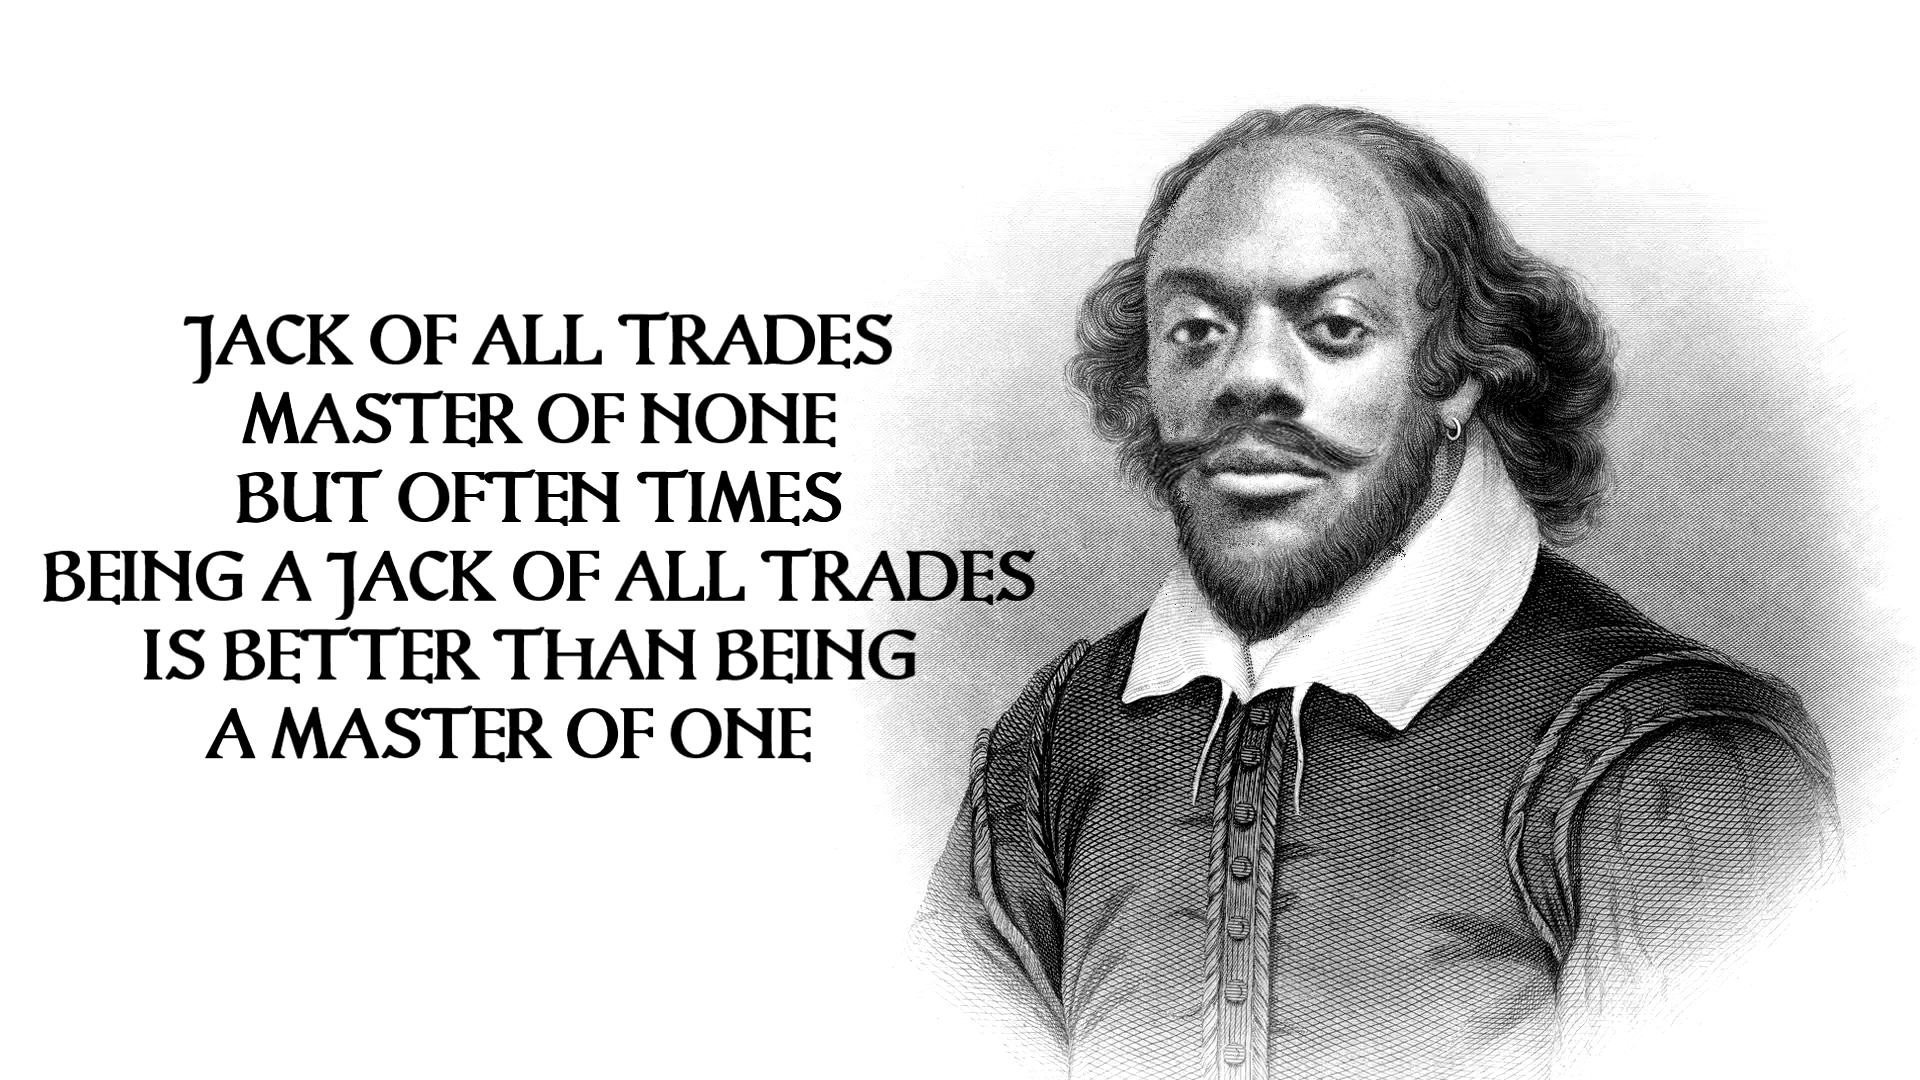 JACK OF ALL TRADES
MASTER OF NONE
BUT OFTEN TIMES
BEING A JACK OF ALL TRADES
IS BETTER THAN BEING
A MASTER OF ONE